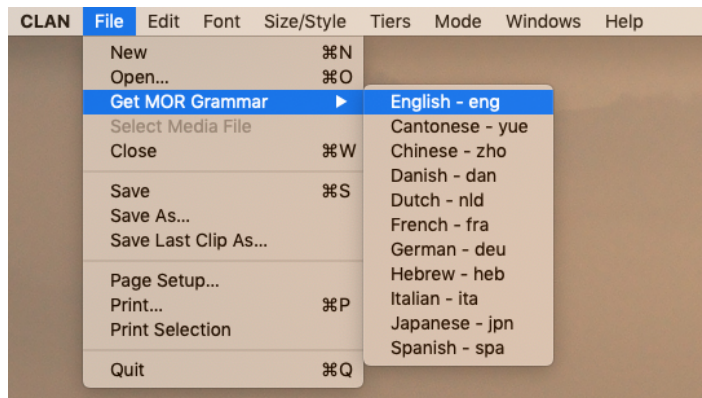 CLAN File Edit Font Size/Style Tiers Mode Windows Help
New ⌘N
Open... ⌘O
Get MOR Grammar ▶
Select Media File
Close ⌘W
Save ⌘S
Save As...
Save Last Clip As...
Page Setup...
Print... ⌘P
Print Selection
Quit ⌘Q
English - eng
Cantonese - yue
Chinese - zho
Danish - dan
Dutch - nld
French - fra
German - deu
Hebrew - heb
Italian - ita
Japanese - jpn
Spanish - spa